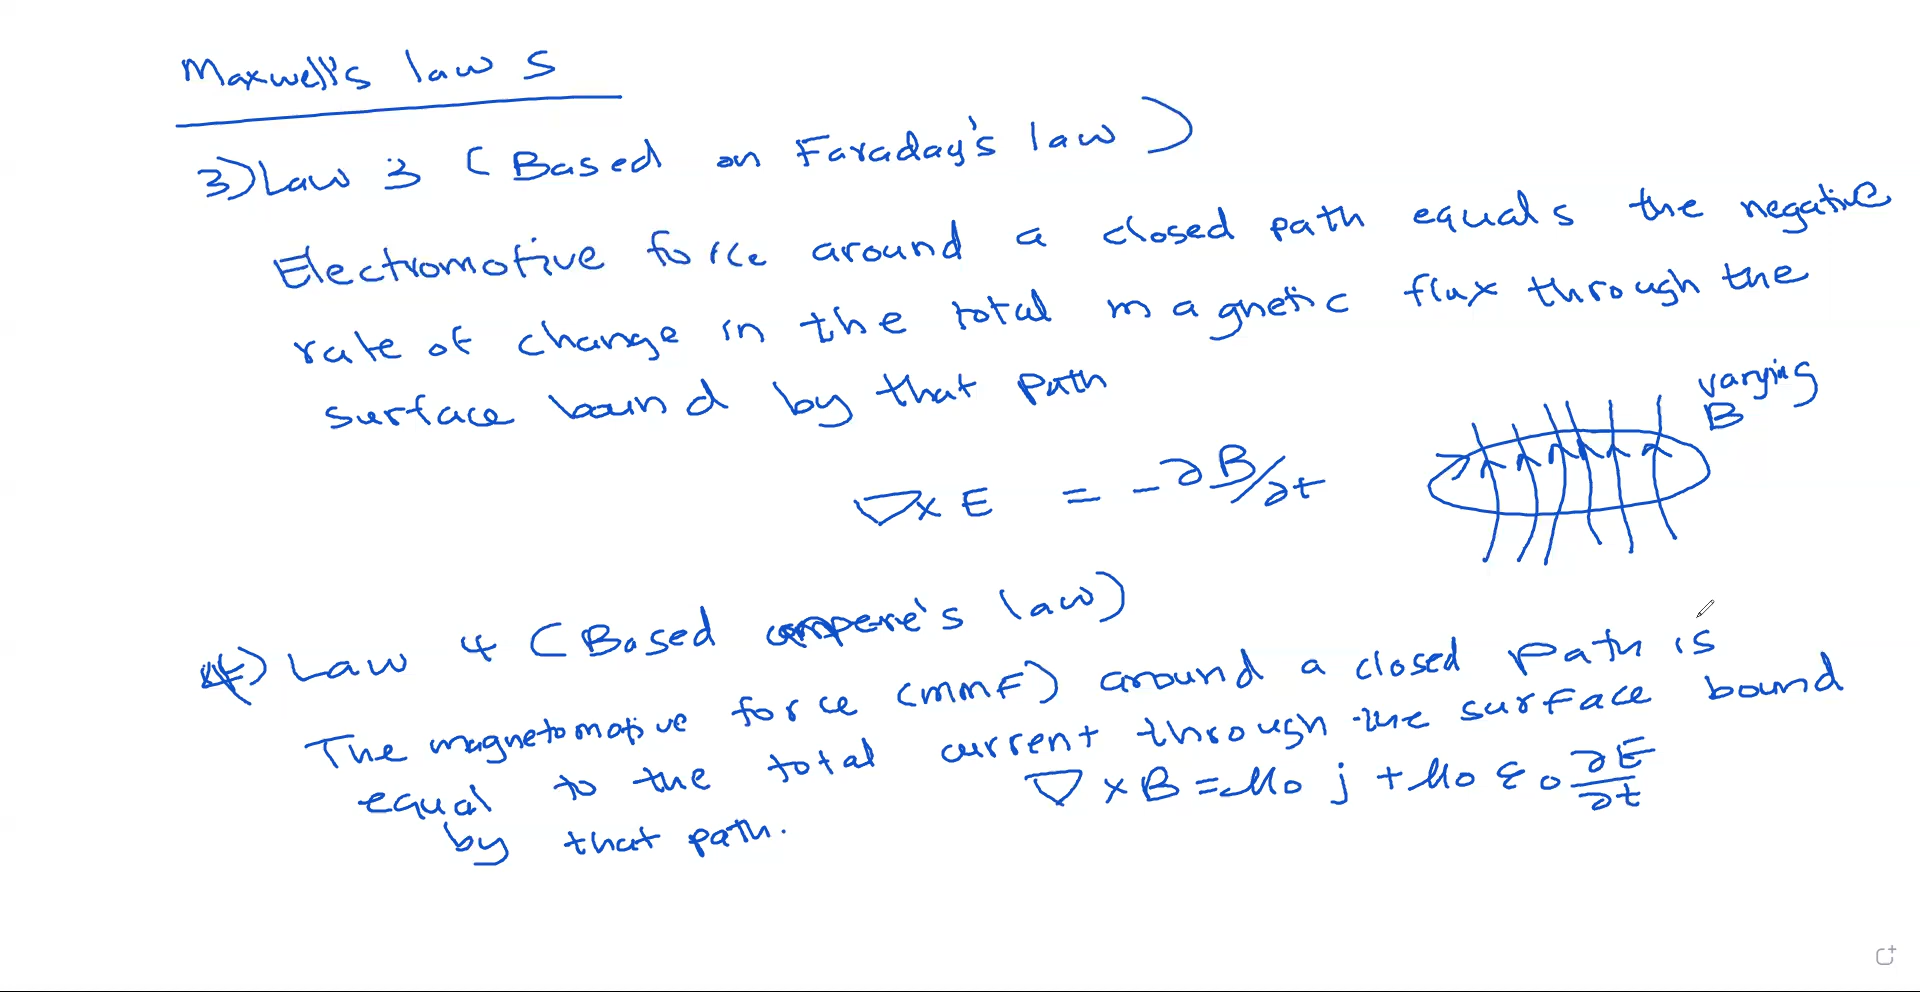 Maxwell's laws
3) Law 3 (Based on Faraday's law)
Electromotive force around a closed path equals the negative
rate of change in the total magnetic flux through the
surface bound by that path
varying
B
∇×E = -∂B/∂t
4) Law 4 (Based ampere's law)
The magnetomotive force (mmF) around a closed path is
equal to the total current through the surface bound
by that path.
∇×B = μ0 j + μ0 ε0 ∂E/∂t